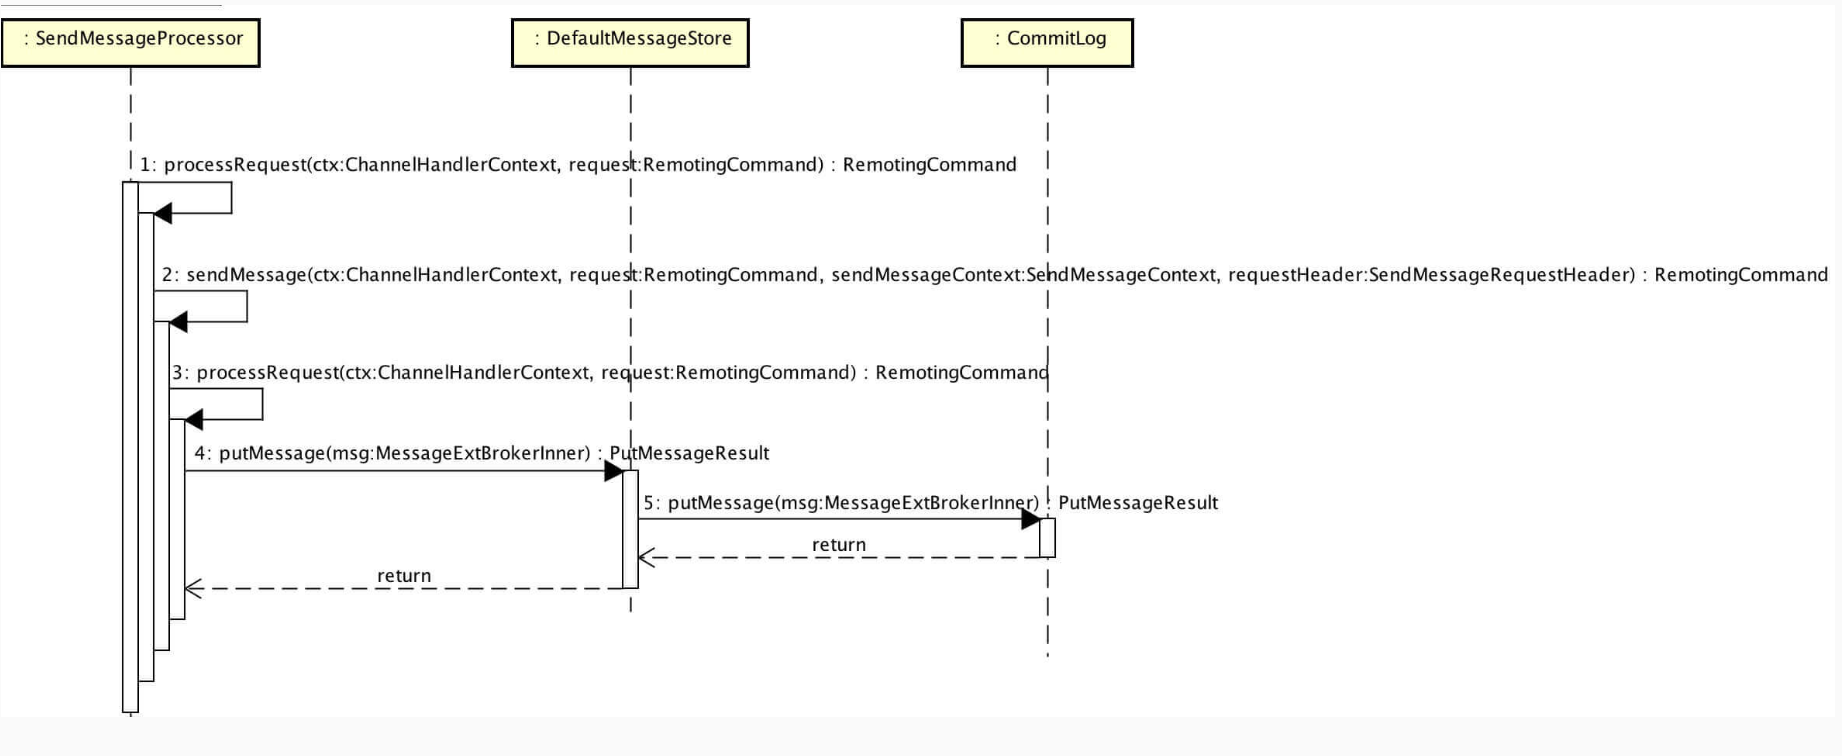 : SendMessageProcessor
: DefaultMessageStore
: CommitLog
1: processRequest(ctx:ChannelHandlerContext, request:RemotingCommand) : RemotingCommand
2: sendMessage(ctx:ChannelHandlerContext, request:RemotingCommand, sendMessageContext:SendMessageContext, requestHeader:SendMessageRequestHeader) : RemotingCommand
3: processRequest(ctx:ChannelHandlerContext, request:RemotingCommand) : RemotingCommand
4: putMessage(msg:MessageExtBrokerInner) : PutMessageResult
5: putMessage(msg:MessageExtBrokerInner) : PutMessageResult
return
return